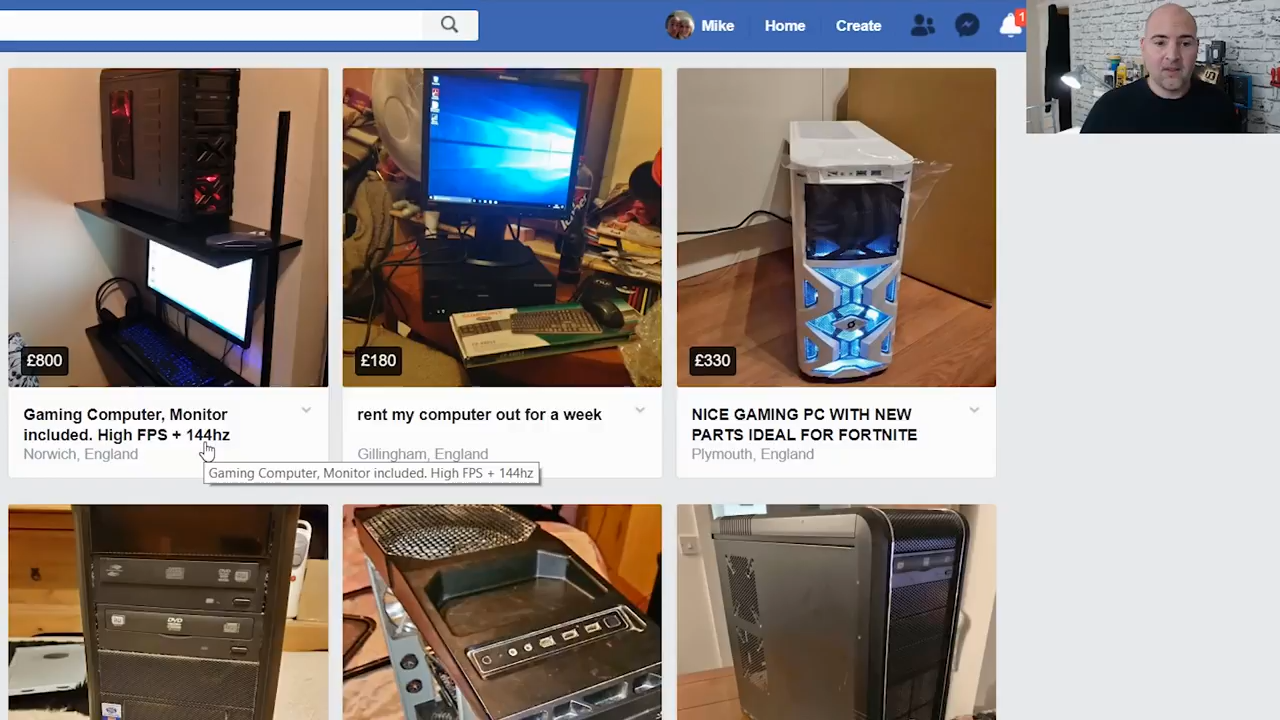 Mike
Home
Create
1
£800
£180
£330
Gaming Computer, Monitor
included. High FPS + 144hz
Norwich, England
rent my computer out for a week
Gillingham, England
NICE GAMING PC WITH NEW
PARTS IDEAL FOR FORTNITE
Plymouth, England
Gaming Computer, Monitor included. High FPS + 144hz